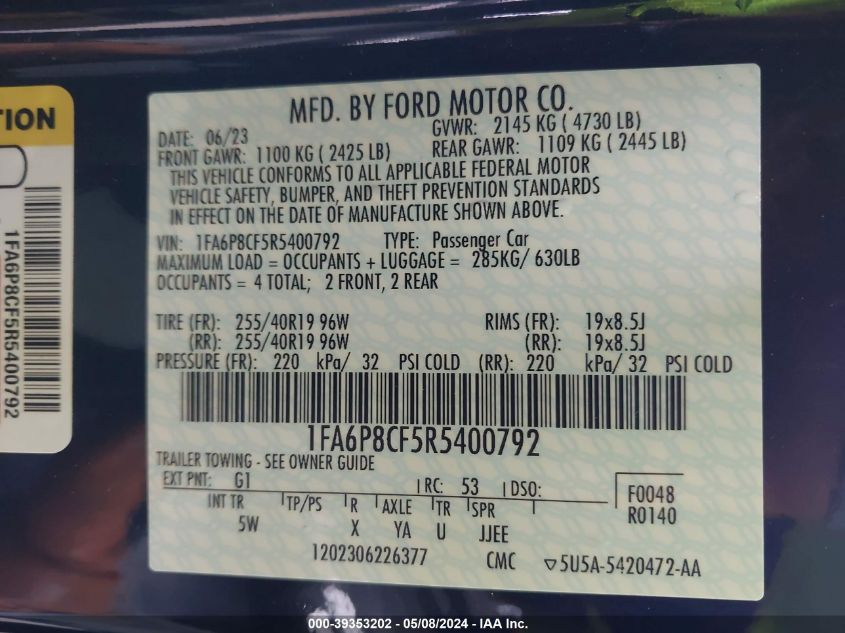 TION
1FA6P8CF5R5400792
MFD. BY FORD MOTOR CO.
DATE: 06/23 GVWR: 2145 KG ( 4730 LB)
FRONT GAWR: 1100 KG ( 2425 LB) REAR GAWR: 1109 KG ( 2445 LB)
THIS VEHICLE CONFORMS TO ALL APPLICABLE FEDERAL MOTOR
VEHICLE SAFETY, BUMPER, AND THEFT PREVENTION STANDARDS
IN EFFECT ON THE DATE OF MANUFACTURE SHOWN ABOVE.
VIN: 1FA6P8CF5R5400792 TYPE: Passenger Car
MAXIMUM LOAD = OCCUPANTS + LUGGAGE = 285KG/ 630LB
OCCUPANTS = 4 TOTAL; 2 FRONT, 2 REAR
TIRE (FR): 255/40R19 96W RIMS (FR): 19x8.5J
(RR): 255/40R19 96W (RR): 19x8.5J
PRESSURE (FR): 220 kPa/ 32 PSI COLD (RR): 220 kPa/ 32 PSI COLD
1FA6P8CF5R5400792
TRAILER TOWING - SEE OWNER GUIDE
EXT PNT: G1 RC: 53 DSO: F0048
INT TR TP/PS R AXLE TR SPR R0140
5W X YA U JJEE
1202306226377 CMC ▽5U5A-5420472-AA
000-39353202 - 05/08/2024 - IAA Inc.